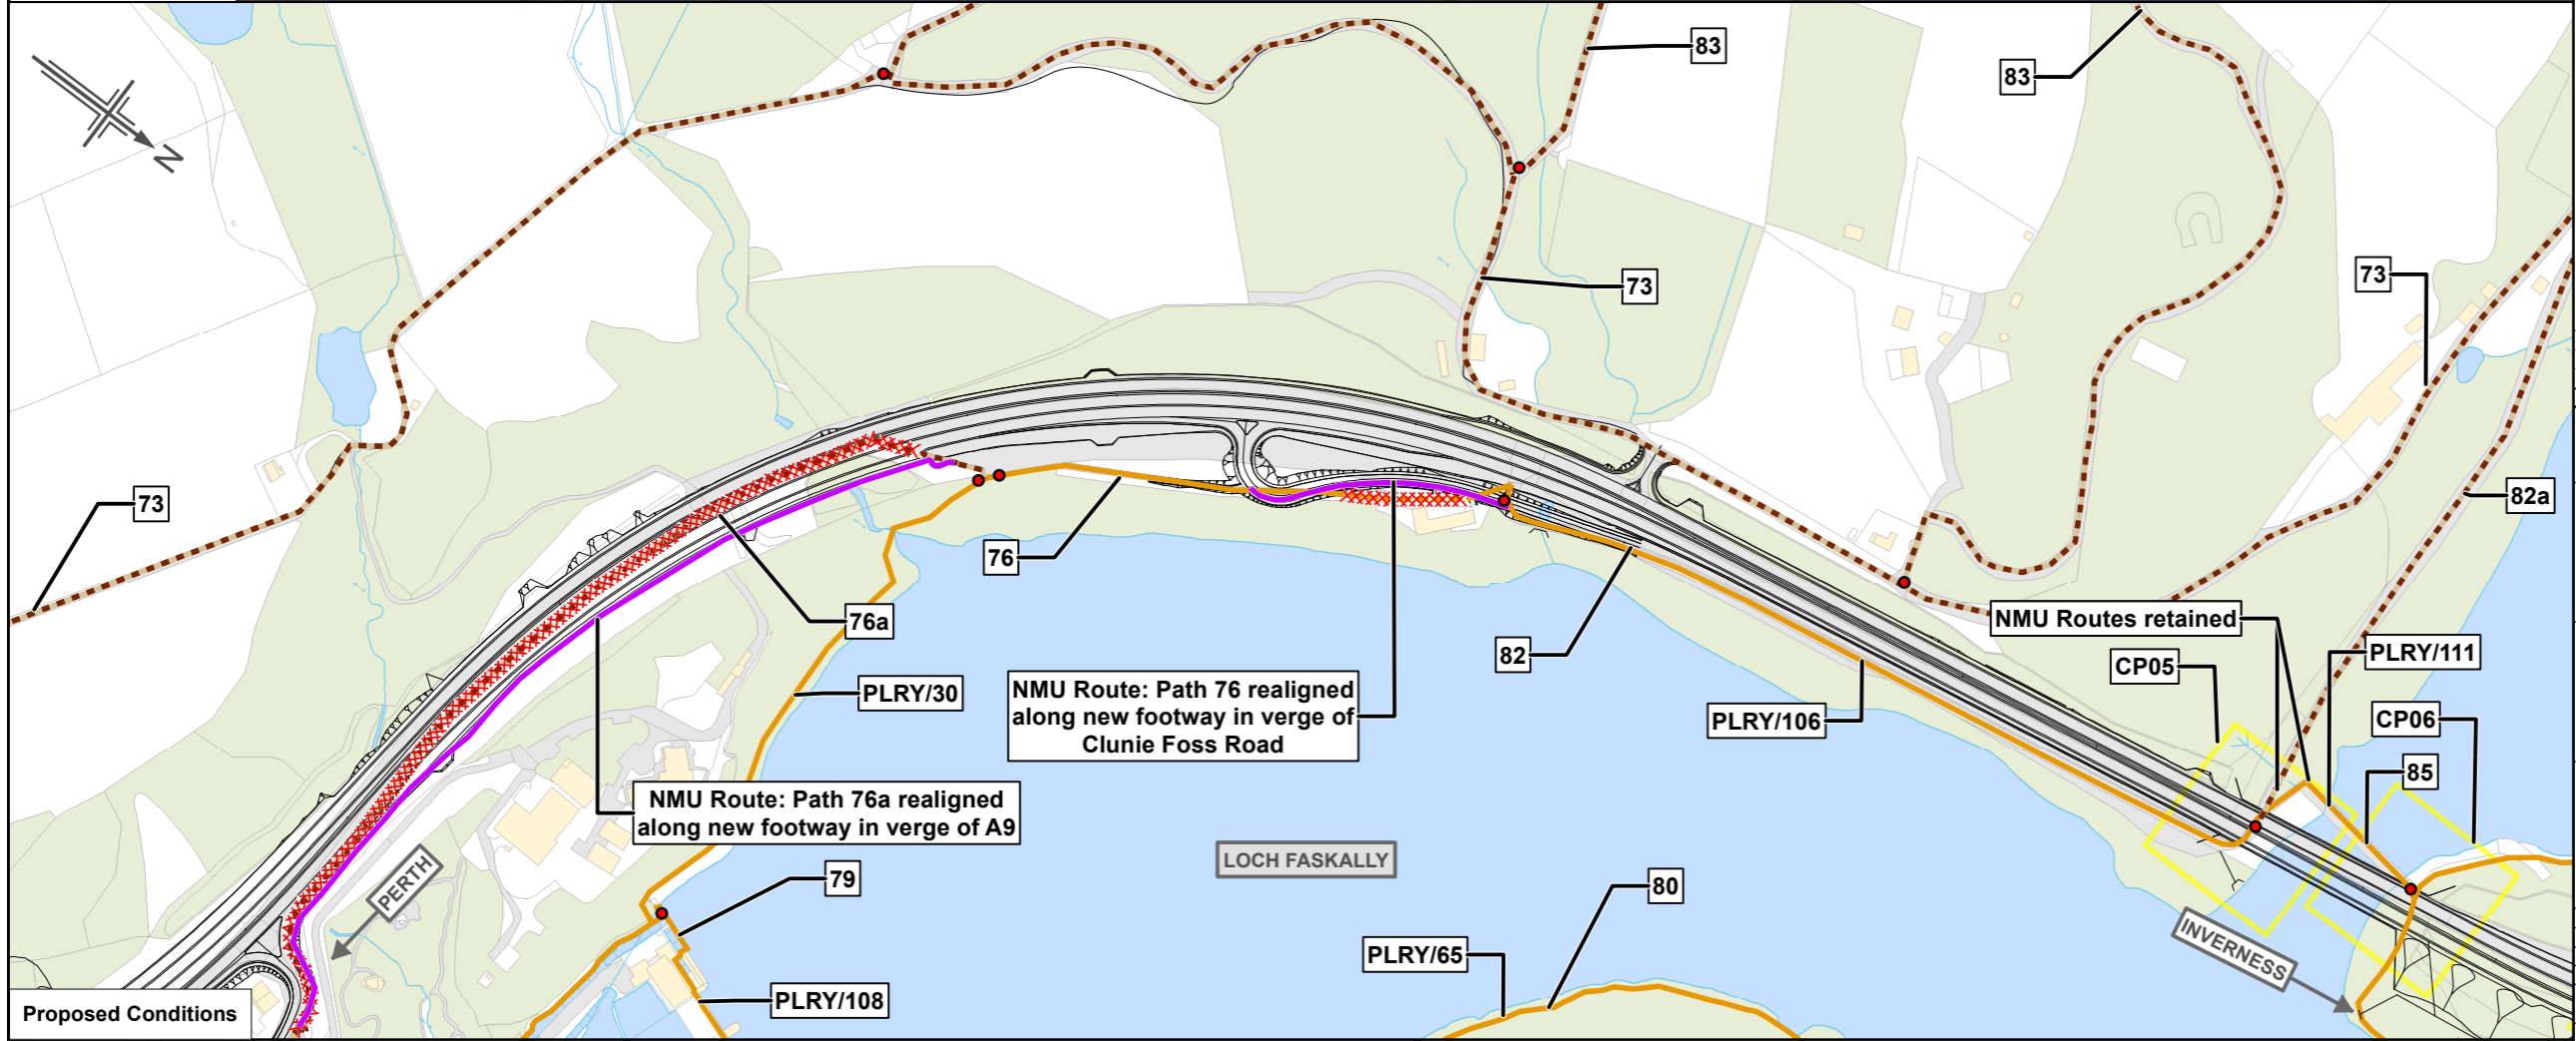 83
83
N
73
73
73
82a
76
76a
NMU Routes retained
82
PLRY/111
CP05
PLRY/30
NMU Route: Path 76 realigned
along new footway in verge of
Clunie Foss Road
PLRY/106
CP06
85
NMU Route: Path 76a realigned
along new footway in verge of A9
PERTH
LOCH FASKALLY
79
80
INVERNESS
PLRY/65
PLRY/108
Proposed Conditions